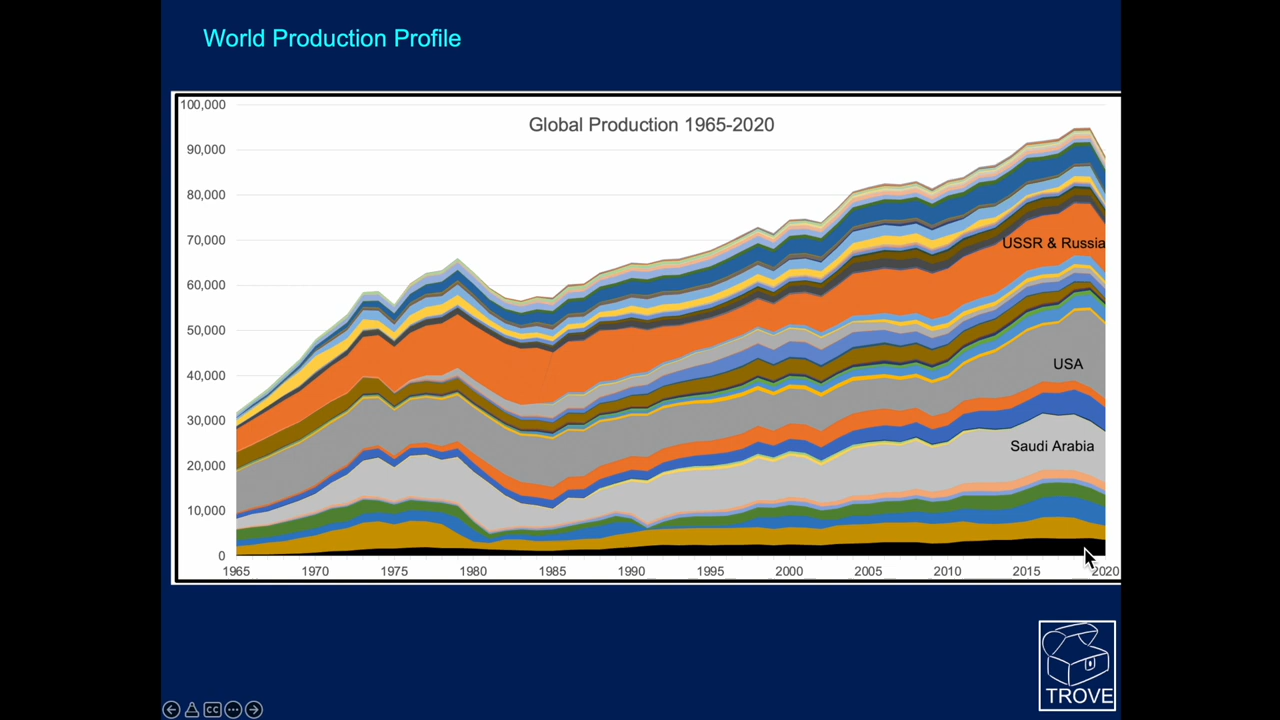 World Production Profile
Global Production 1965-2020
100,000
90,000
80,000
70,000
60,000
50,000
40,000
30,000
20,000
10,000
0
USSR & Russia
USA
Saudi Arabia
1965 1970 1975 1980 1985 1990 1995 2000 2005 2010 2015 2020
TROVE
CC